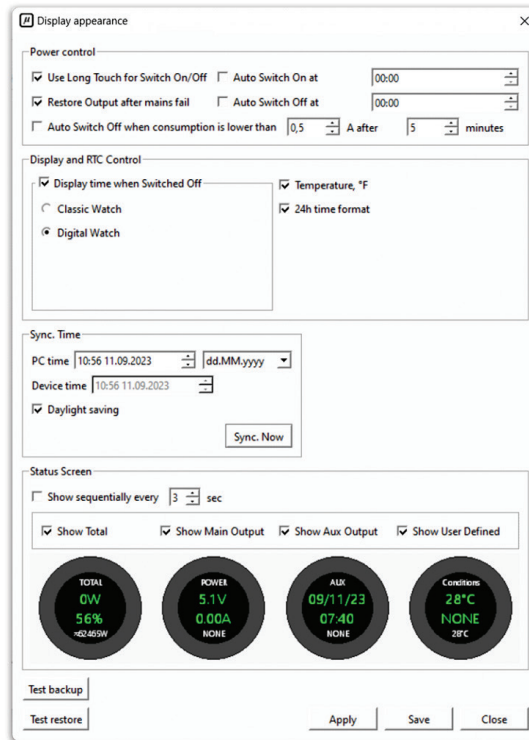 µ Display appearance
Power control
Use Long Touch for Switch On/Off Auto Switch On at 00:00
Restore Output after mains fail Auto Switch Off at 00:00
Auto Switch Off when consumption is lower than 0,5 A after 5 minutes
Display and RTC Control
Display time when Switched Off Temperature, °F
Classic Watch 24h time format
Digital Watch
Sync. Time
PC time 10:56 11.09.2023 dd.MM.yyyy
Device time 10:56 11.09.2023
Daylight saving
Sync. Now
Status Screen
Show sequentially every 3 sec
Show Total Show Main Output Show Aux Output Show User Defined
TOTAL POWER AUX Conditions
0W 5.1V 09/11/23 28°C
56% 0.00A 07:40 NONE
≈62465W NONE NONE 28°C
Test backup
Test restore Apply Save Close